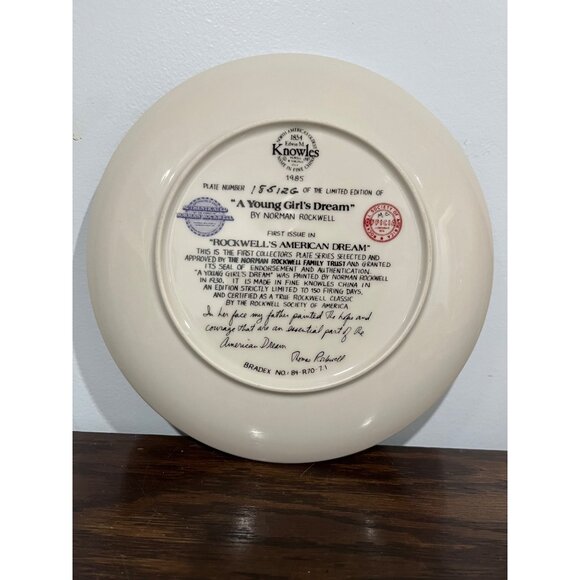 1854
Edwin M.
Knowles
1985
PLATE NUMBER 18512G OF THE LIMITED EDITION OF
"A Young Girl's Dream"
BY NORMAN ROCKWELL
FIRST ISSUE IN
"ROCKWELL'S AMERICAN DREAM"
THIS IS THE FIRST COLLECTOR'S PLATE SERIES SELECTED AND
APPROVED BY THE NORMAN ROCKWELL FAMILY TRUST AND GRANTED
ITS SEAL OF ENDORSEMENT AND AUTHENTICATION.
"A YOUNG GIRL'S DREAM" WAS PAINTED BY NORMAN ROCKWELL
IN 1930. IT IS MADE IN FINE KNOWLES CHINA IN
AN EDITION STRICTLY LIMITED TO 150 FIRING DAYS,
AND CERTIFIED AS A TRUE ROCKWELL CLASSIC
BY THE ROCKWELL SOCIETY OF AMERICA.
In her face my father painted the hope and
courage that are an essential part of the
American Dream.
Thomas Rockwell
BRADEX NO.: 84-R70-7.1